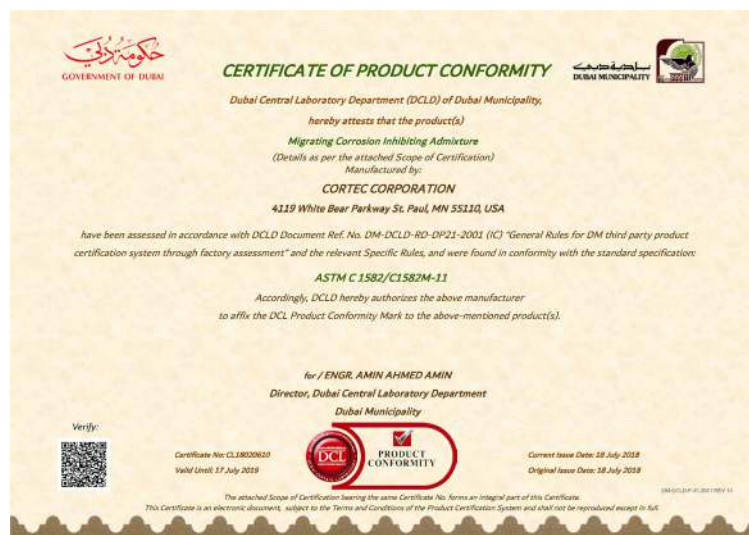 حكومة دبي
GOVERNMENT OF DUBAI
بلدية دبي
DUBAI MUNICIPALITY
CERTIFICATE OF PRODUCT CONFORMITY
Dubai Central Laboratory Department (DCLD) of Dubai Municipality,
hereby attests that the product(s)
Migrating Corrosion Inhibiting Admixture
(Details as per the attached Scope of Certification)
Manufactured by:
CORTEC CORPORATION
4119 White Bear Parkway St. Paul, MN 55110, USA
have been assessed in accordance with DCLD Document Ref. No. DM-DCLD-RD-DP21-2001 (IC) "General Rules for DM third party product
certification system through factory assessment" and the relevant Specific Rules, and were found in conformity with the standard specification:
ASTM C 1582/C1582M-11
Accordingly, DCLD hereby authorizes the above manufacturer
to affix the DCL Product Conformity Mark to the above-mentioned product(s).
for / ENGR. AMIN AHMED AMIN
Director, Dubai Central Laboratory Department
Dubai Municipality
Verify:
Certificate No: CL18020610
Valid Until: 17 July 2019
DCL
PRODUCT
CONFORMITY
Current Issue Date: 18 July 2018
Original Issue Date: 18 July 2018
The attached Scope of Certification bearing the same Certificate No. forms an integral part of this Certificate.
This Certificate is an electronic document, subject to the Terms and Conditions of the Product Certification System and shall not be reproduced except in full.